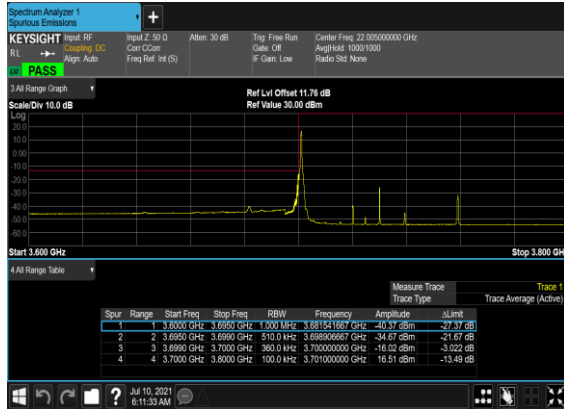 Spectrum Analyzer 1
Spurious Emissions
+
KEYSIGHT Input: RF Input Z: 50 Ω Atten: 30 dB Trig: Free Run Center Freq: 22.005000000 GHz
RL Coupling: DC Corr CCorr Gate: Off Avg|Hold: 1000/1000
Align: Auto Freq Ref: Int (S) IF Gain: Low Radio Std: None
PASS
3 All Range Graph
Ref Lvl Offset 11.76 dB
Scale/Div 10.0 dB Ref Value 30.00 dBm
Log
20.0
10.0
0.00
-10.0
-20.0
-30.0
-40.0
-50.0
-60.0
Start 3.600 GHz Stop 3.800 GH
4 All Range Table
Measure Trace Trace 1
Trace Type Trace Average (Active)
Spur Range Start Freq Stop Freq RBW Frequency Amplitude ΔLimit
1 1 3.6000 GHz 3.6950 GHz 1.000 MHz 3.681541667 GHz -40.37 dBm -27.37 dB
2 2 3.6950 GHz 3.6990 GHz 510.0 kHz 3.698906667 GHz -34.67 dBm -21.67 dB
3 3 3.6990 GHz 3.7000 GHz 360.0 kHz 3.700000000 GHz -16.02 dBm -3.022 dB
4 4 3.7000 GHz 3.8000 GHz 100.0 kHz 3.701000000 GHz 16.51 dBm -13.49 dB
? Jul 10, 2021
6:11:33 AM